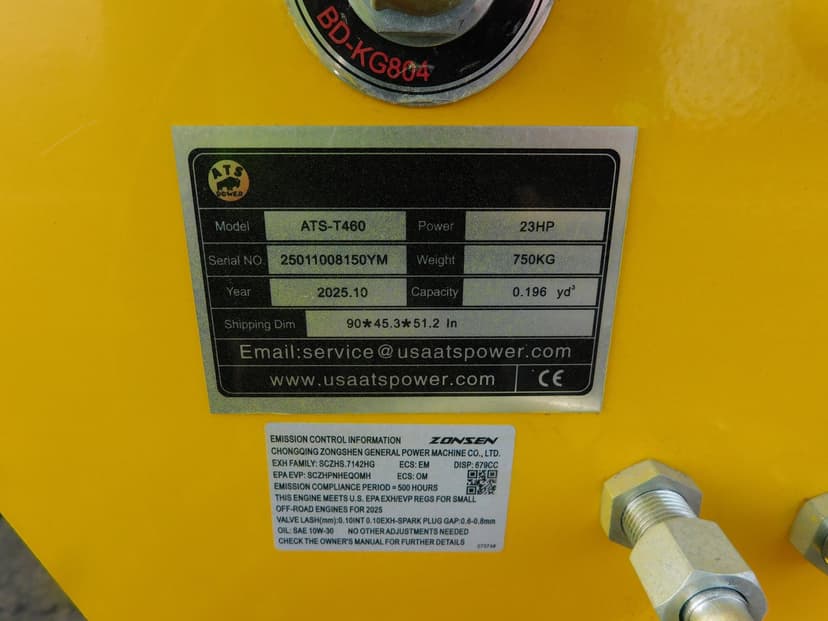 BD-KG804
7
ATS
POWER
Model ATS-T460 Power 23HP
Serial NO. 25011008150YM Weight 750KG
Year 2025.10 Capacity 0.196 yd³
Shipping Dim 90*45.3*51.2 In
Email:service@usaatspower.com
www.usaatspower.com CE
EMISSION CONTROL INFORMATION ZONSEN
CHONGQING ZONGSHEN GENERAL POWER MACHINE CO., LTD.
EXH FAMILY: SCZHS.7142HG ECS: EM DISP: 679CC
EPA EVP: SCZHPNHEQOMH ECS: OM
EMISSION COMPLIANCE PERIOD = 500 HOURS
THIS ENGINE MEETS U.S. EPA EXH/EVP REGS FOR SMALL
OFF-ROAD ENGINES FOR 2025
VALVE LASH(mm):0.10INT 0.10EXH-SPARK PLUG GAP:0.6-0.8mm
OIL: SAE 10W-30 NO OTHER ADJUSTMENTS NEEDED
CHECK THE OWNER'S MANUAL FOR FURTHER DETAILS